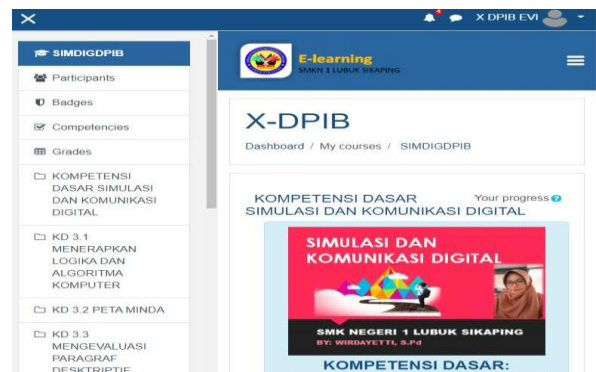 X DPIB EVI
SIMDIGDPIB
Participants
Badges
Competencies
Grades
KOMPETENSI
DASAR SIMULASI
DAN KOMUNIKASI
DIGITAL
KD 3.1
MENERAPKAN
LOGIKA DAN
ALGORITMA
KOMPUTER
KD 3.2 PETA MINDA
KD 3.3
MENGEVALUASI
PARAGRAF
DESKTRIPTIF
E-learning
SMKN 1 LUBUK SIKAPING
X-DPIB
Dashboard / My courses / SIMDIGDPIB
KOMPETENSI DASAR
SIMULASI DAN KOMUNIKASI DIGITAL
Your progress
SIMULASI DAN
KOMUNIKASI DIGITAL
SMK NEGERI 1 LUBUK SIKAPING
BY: WIRDAYETTI, S.Pd
KOMPETENSI DASAR: